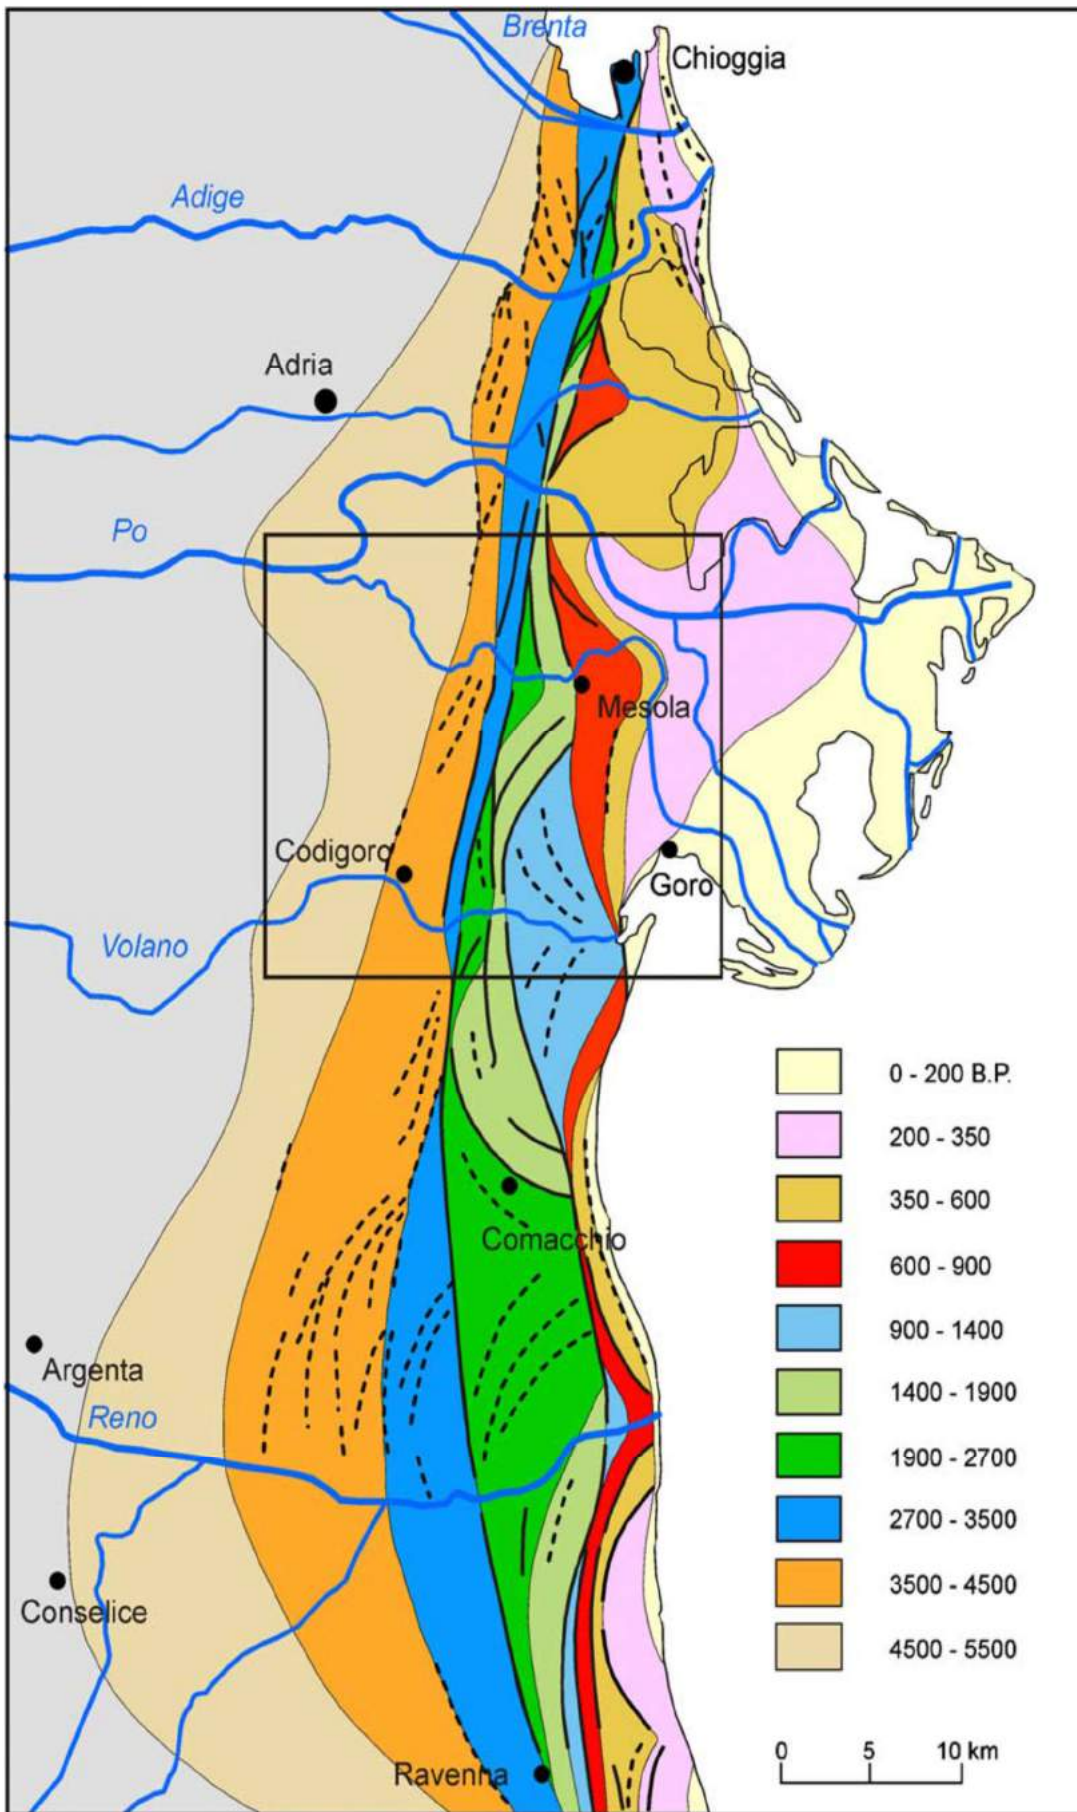 Brenta
Chioggia
Adige
Adria
Po
Mesola
Codigoro
Goro
Volano
0 - 200 B.P.
200 - 350
350 - 600
Comacchio
600 - 900
900 - 1400
Argenta
1400 - 1900
Reno
1900 - 2700
2700 - 3500
3500 - 4500
Conselice
4500 - 5500
0 5 10 km
Ravenna